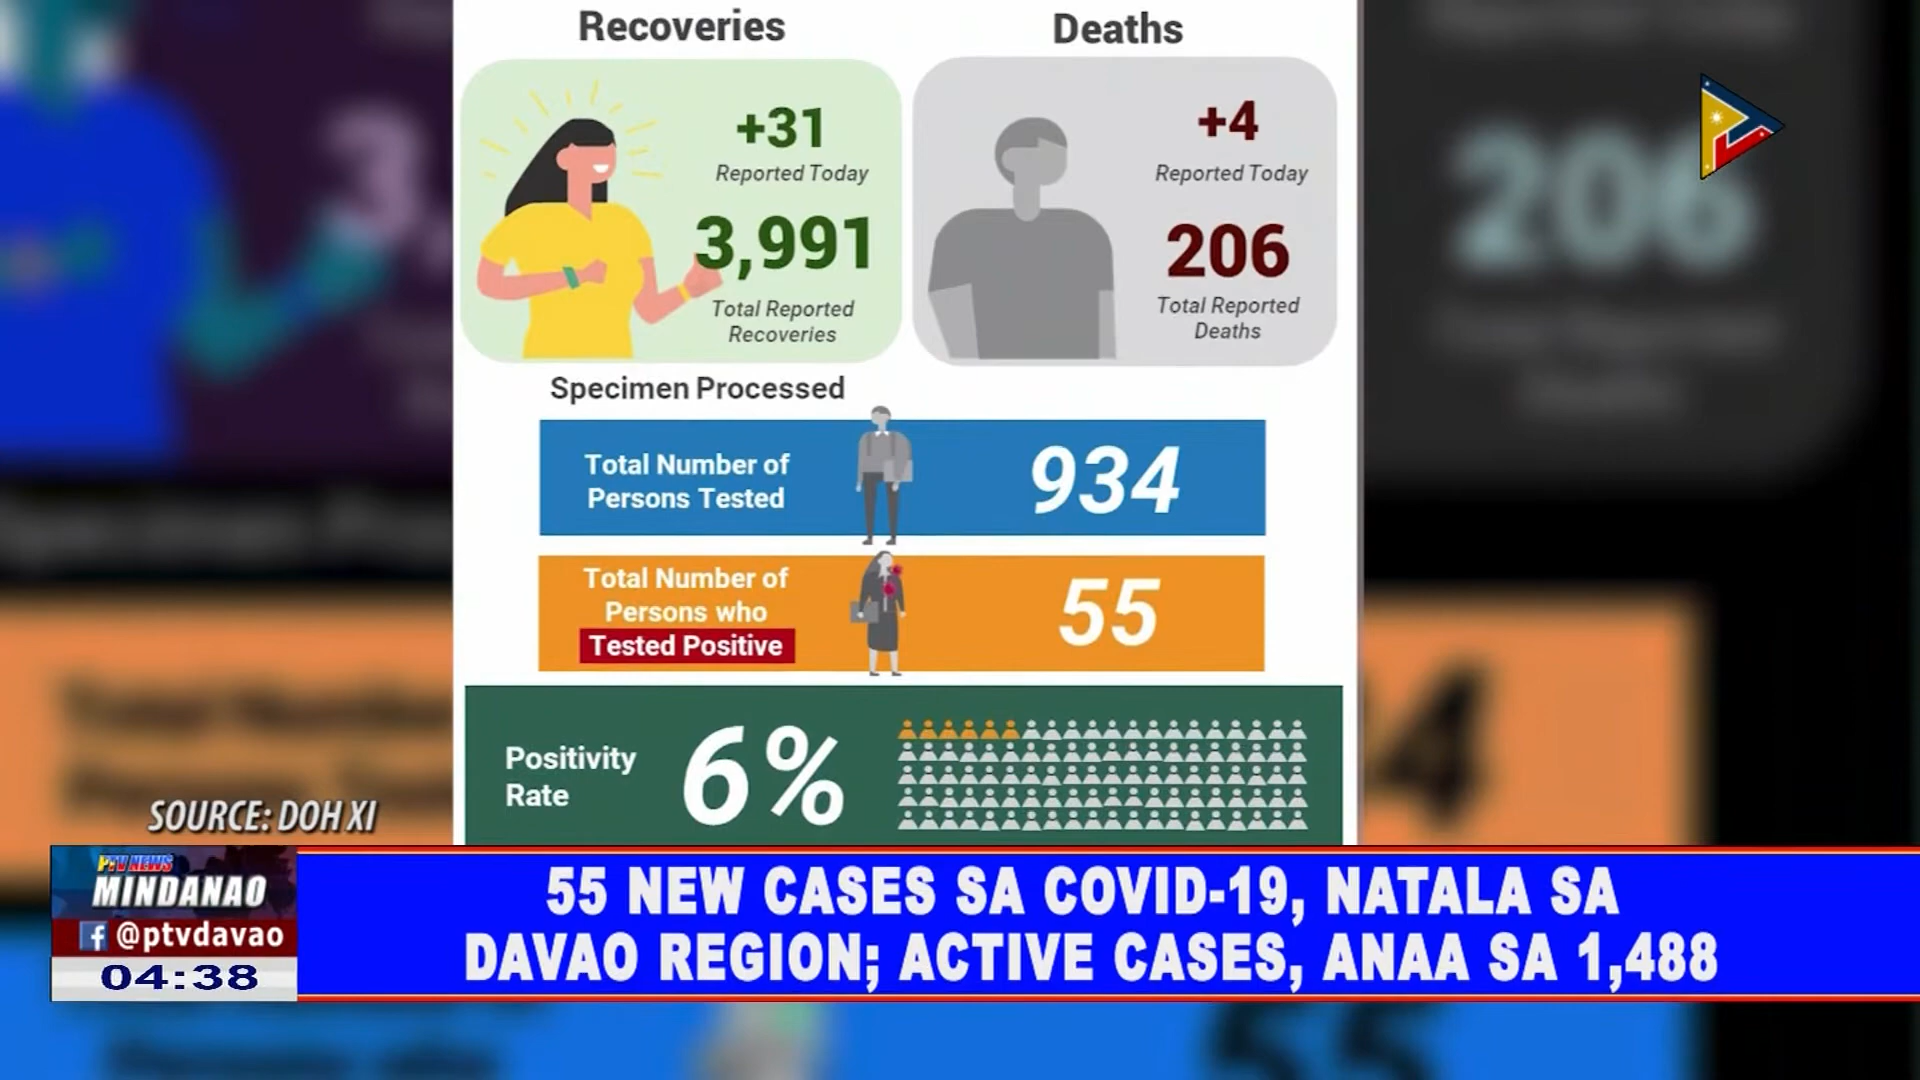 Recoveries
Deaths
+31
Reported Today
3,991
Total Reported
Recoveries
+4
Reported Today
206
Total Reported
Deaths
206
Specimen Processed
Total Number of
Persons Tested
934
Total Number of
Persons who
Tested Positive
55
Positivity
Rate
6%
SOURCE: DOH XI
PTV NEWS
MINDANAO
f @ptvdavao
04:38
55 NEW CASES SA COVID-19, NATALA SA
DAVAO REGION; ACTIVE CASES, ANAA SA 1,488